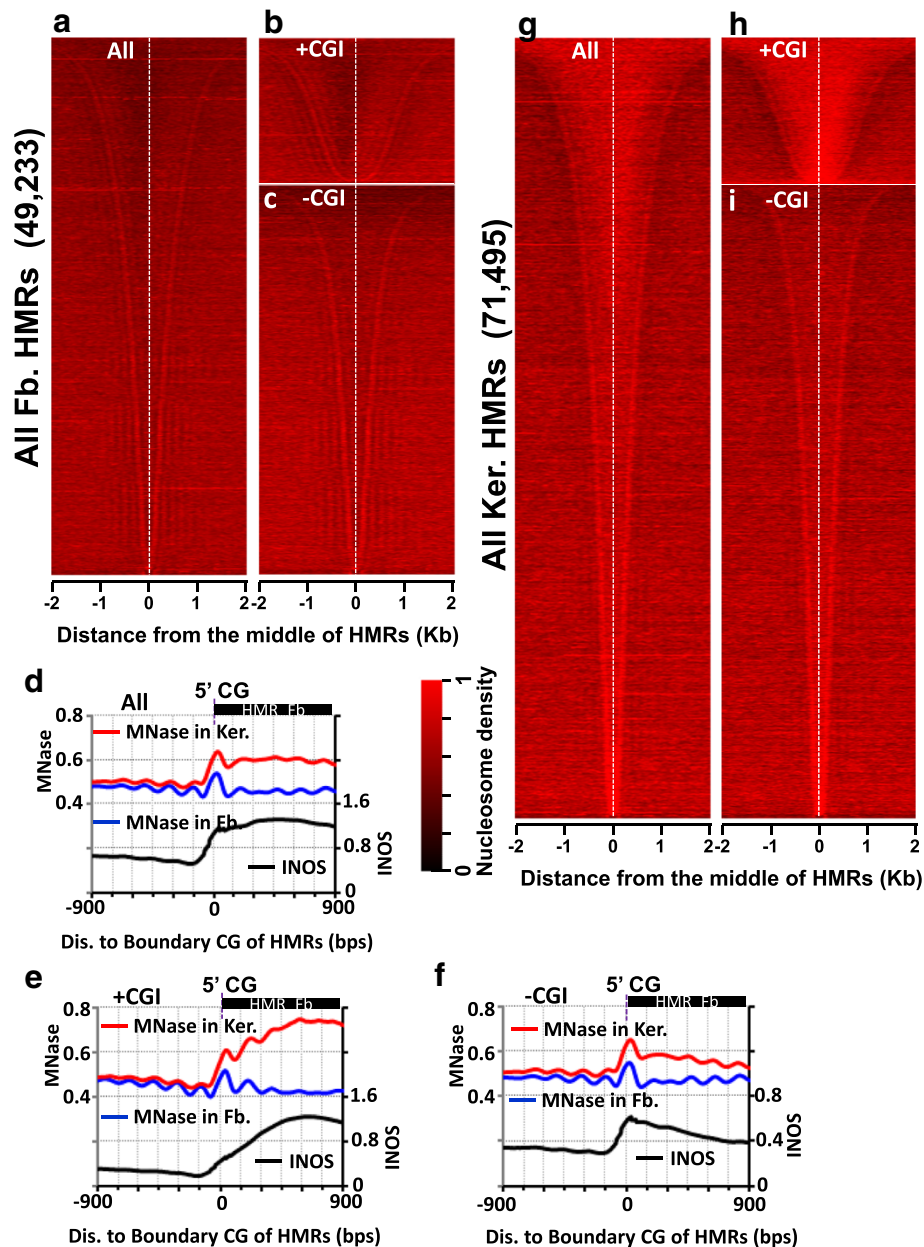 a
All
b
+CGI
c
-CGI
All Fb. HMRs (49,233)
-2 -1 0 1 2
-2 -1 0 1 2
Distance from the middle of HMRs (Kb)
g
All
h
+CGI
i
-CGI
All Ker. HMRs (71,495)
-2 -1 0 1 2
-2 -1 0 1 2
Distance from the middle of HMRs (Kb)
d
All
5' CG
HMR Fb
0.8
0.6
0.4
MNase
MNase in Ker.
MNase in Fb.
INOS
1.6
0.8
0
INOS
-900 0 900
Dis. to Boundary CG of HMRs (bps)
0
1
Nucleosome density
e
+CGI
5' CG
HMR Fb
0.8
0.6
0.4
MNase
MNase in Ker.
MNase in Fb.
INOS
1.6
0.8
0
INOS
-900 0 900
Dis. to Boundary CG of HMRs (bps)
f
-CGI
5' CG
HMR Fb
0.8
0.6
0.4
MNase
MNase in Ker.
MNase in Fb.
INOS
0.8
0.4
0
INOS
-900 0 900
Dis. to Boundary CG of HMRs (bps)